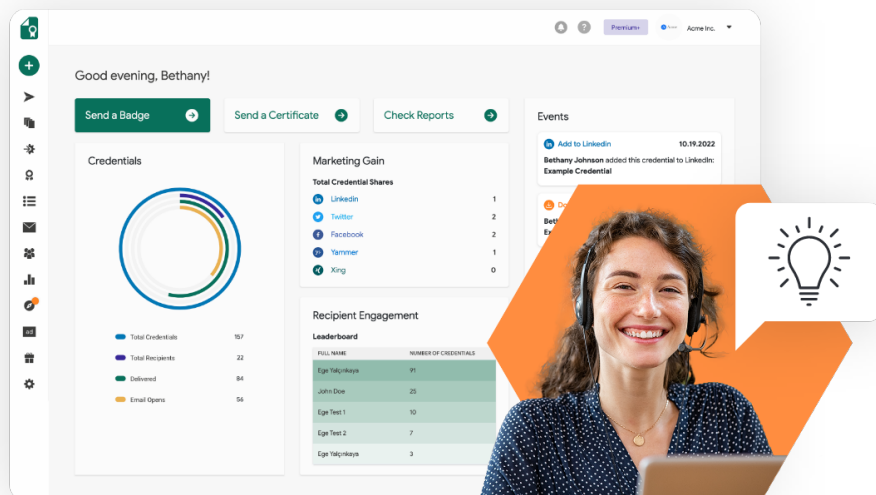 Premium+
Acme Inc.
Good evening, Bethany!
Send a Badge
Send a Certificate
Check Reports
Events
Add to Linkedin 10.19.2022
Bethany Johnson added this credential to Linkedin:
Example Credential
Credentials
Total Credentials 157
Total Recipients 22
Delivered 84
Email Opens 56
Marketing Gain
Total Credential Shares
Linkedin 1
Twitter 2
Facebook 2
Yammer 1
Xing 0
Recipient Engagement
Leaderboard
FULL NAME NUMBER OF CREDENTIALS
Ege Yalçınkaya 91
John Doe 25
Ege Test 1 10
Ege Test 2 7
Ege Yalçınkaya 3
ad